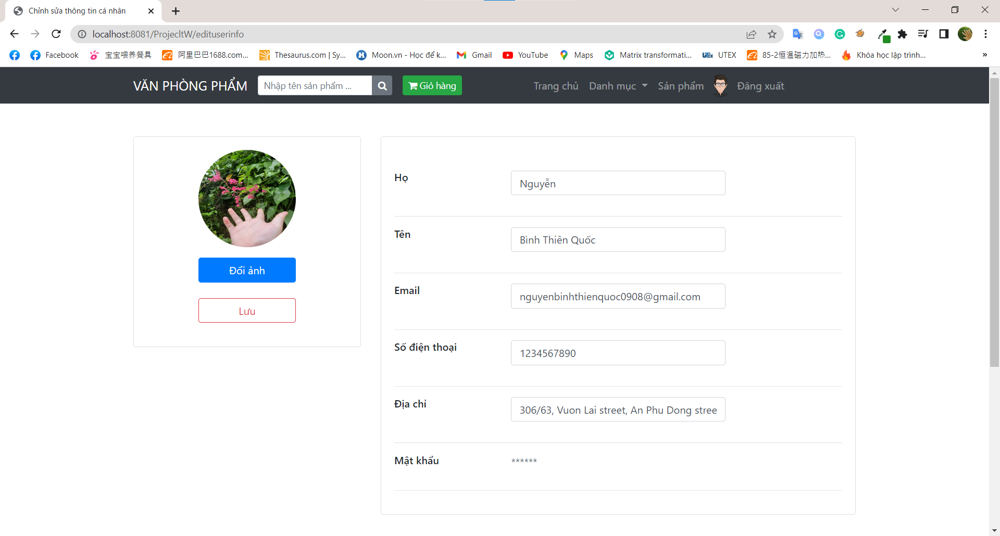 Chỉnh sửa thông tin cá nhân
localhost:8081/ProjecltW/edituserinfo
Facebook 宝宝喂养餐具 阿里巴巴1688.com... Thesaurus.com | Sy... Moon.vn - Học để k... Gmail YouTube Maps Matrix transformati... UTEX 85-2恒温磁力加热... Khóa học lập trình... »
VĂN PHÒNG PHẨM Nhập tên sản phẩm ... Giỏ hàng Trang chủ Danh mục Sản phẩm Đăng xuất
Đổi ảnh
Lưu
Họ Nguyễn
Tên Bình Thiên Quốc
Email nguyenbinhthienquoc0908@gmail.com
Số điện thoại 1234567890
Địa chỉ 306/63, Vuon Lai street, An Phu Dong stree
Mật khẩu ******